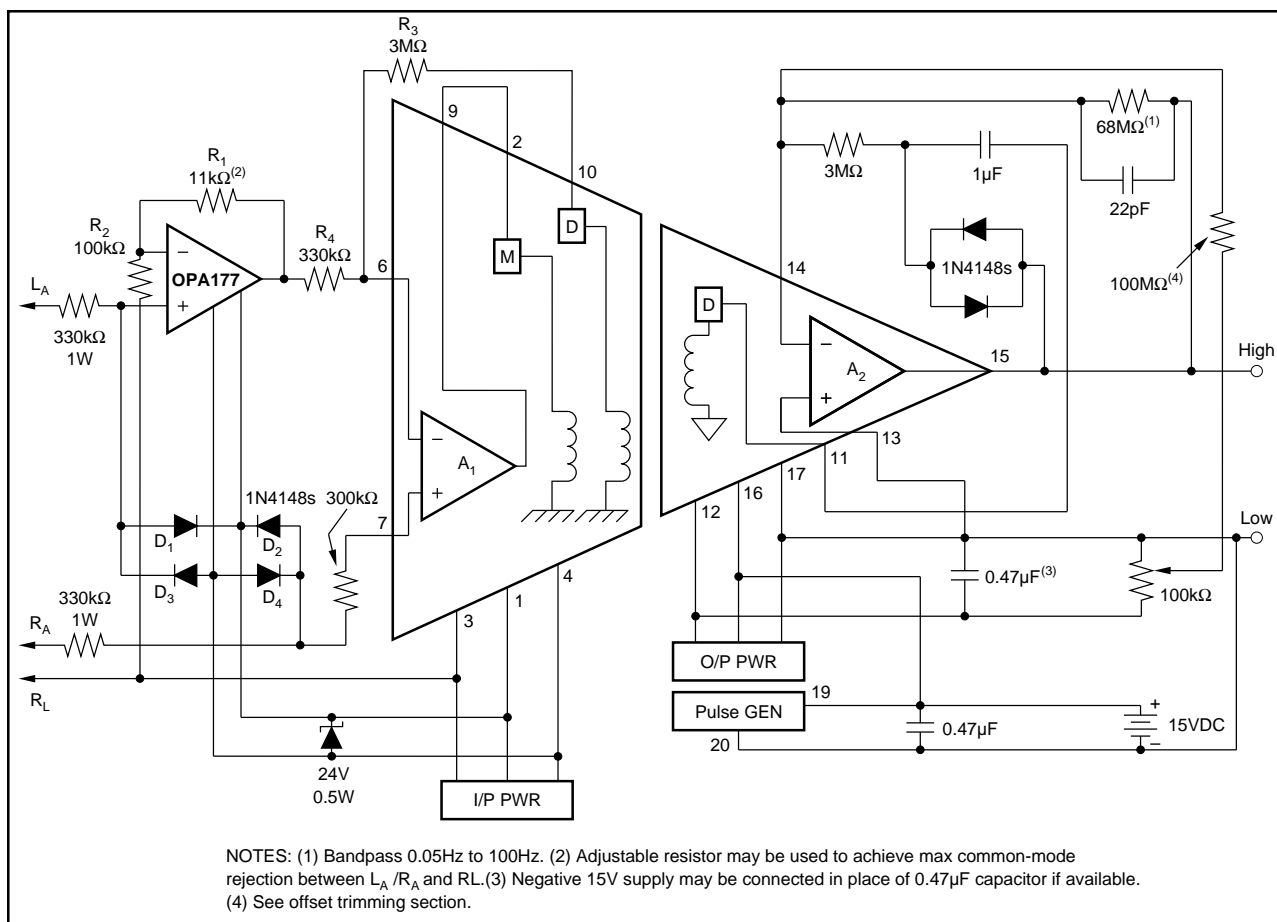 R3
3MΩ
9
2
10
R1
11kΩ(2)
R2
100kΩ
R4
330kΩ
6
OPA177
−
+
LA
330kΩ
1W
M
D
−
+
A1
7
1N4148s
300kΩ
D1
D2
D3
D4
330kΩ
1W
RA
RL
3
1
4
24V
0.5W
I/P PWR
68MΩ(1)
22pF
3MΩ
1µF
1N4148s
100MΩ(4)
14
D
−
+
A2
15
High
13
11
17
16
12
Low
0.47µF(3)
100kΩ
O/P PWR
Pulse GEN
19
20
0.47µF
+
−
15VDC
NOTES: (1) Bandpass 0.05Hz to 100Hz. (2) Adjustable resistor may be used to achieve max common-mode
rejection between LA /RA and RL.(3) Negative 15V supply may be connected in place of 0.47µF capacitor if available.
(4) See offset trimming section.